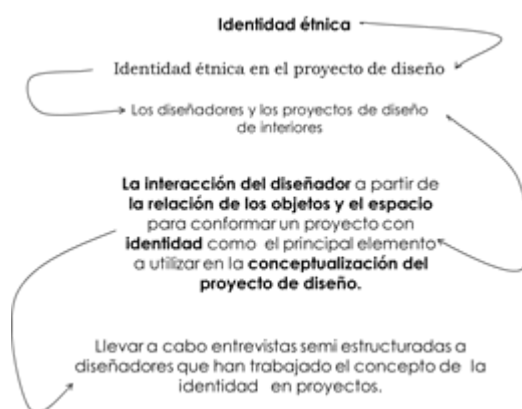 Identidad étnica
Identidad étnica en el proyecto de diseño
Los diseñadores y los proyectos de diseño
de interiores
La interacción del diseñador a partir de
la relación de los objetos y el espacio
para conformar un proyecto con
identidad como el principal elemento
a utilizar en la conceptualización del
proyecto de diseño.
Llevar a cabo entrevistas semi estructuradas a
diseñadores que han trabajado el concepto de la
identidad en proyectos.